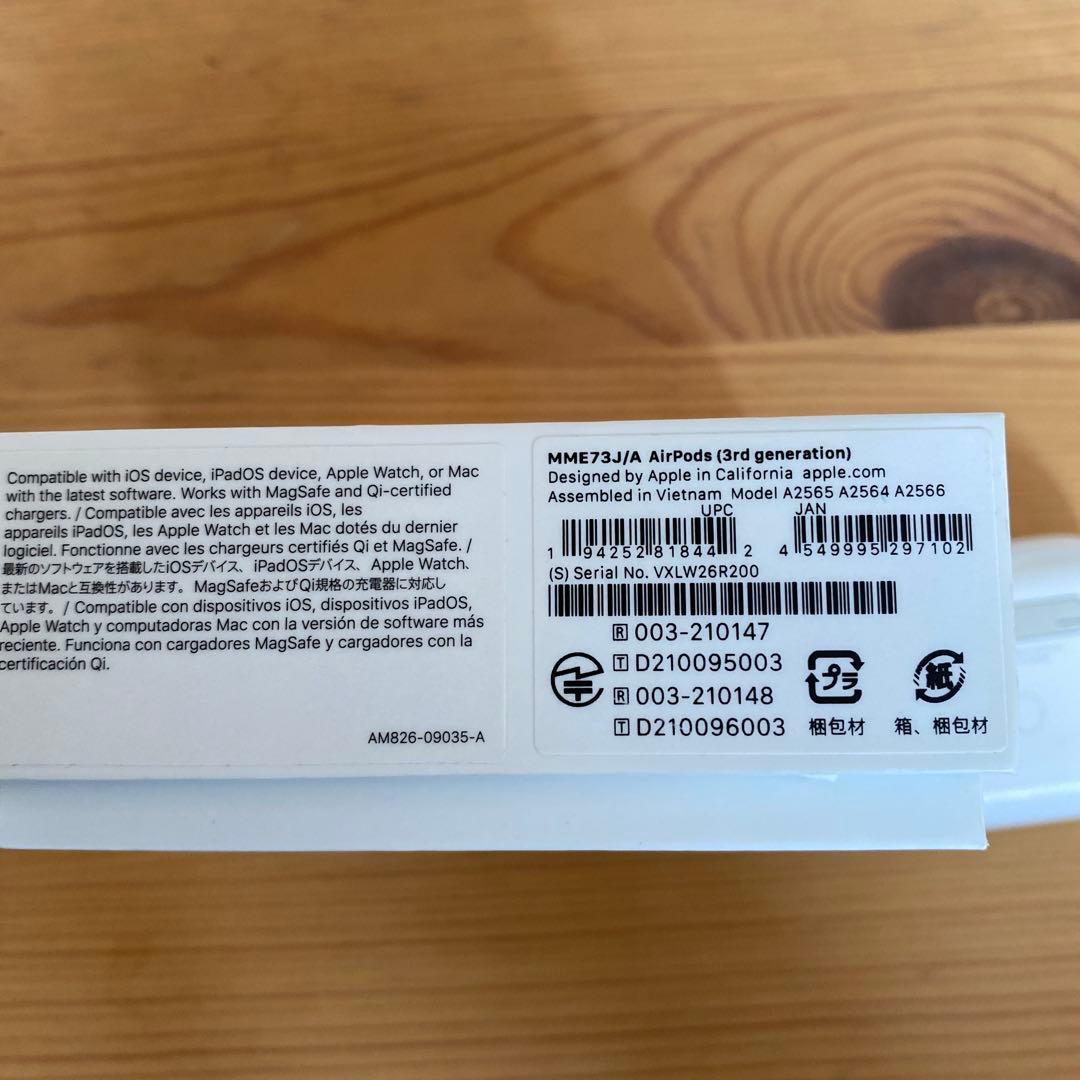 Compatible with iOS device, iPadOS device, Apple Watch, or Mac
with the latest software. Works with MagSafe and Qi-certified
chargers. / Compatible avec les appareils iOS, les
appareils iPadOS, les Apple Watch et les Mac dotés du dernier
logiciel. Fonctionne avec les chargeurs certifiés Qi et MagSafe. /
最新のソフトウェアを搭載したiOSデバイス、iPadOSデバイス、Apple Watch、
またはMacと互換性があります。MagSafeおよびQi規格の充電器に対応し
ています。/ Compatible con dispositivos iOS, dispositivos iPadOS,
Apple Watch y computadoras Mac con la versión de software más
reciente. Funciona con cargadores MagSafe y cargadores con la
certificación Qi.
AM826-09035-A
MME73J/A AirPods (3rd generation)
Designed by Apple in California apple.com
Assembled in Vietnam Model A2565 A2564 A2566
UPC JAN
1 94252 81844 2 4 549995 297102
(S) Serial No. VXLW26R200
R 003-210147
T D210095003
R 003-210148
T D210096003
プラ 紙
梱包材 箱、梱包材